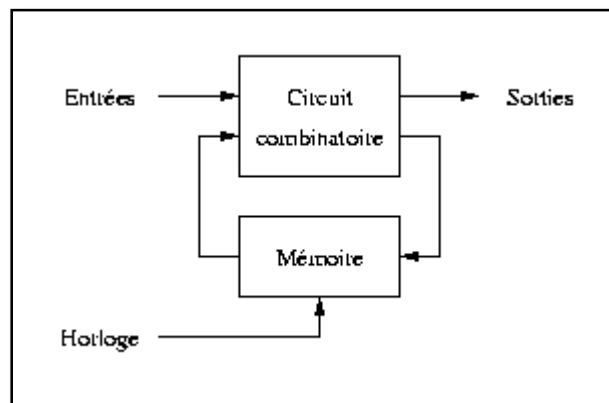 Entrées
Circuit
combinatoire
Sorties
Mémoire
Horloge